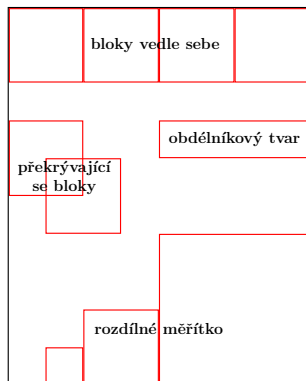 bloky vedle sebe
obdélníkový tvar
překrývající
se bloky
rozdílné měřítko